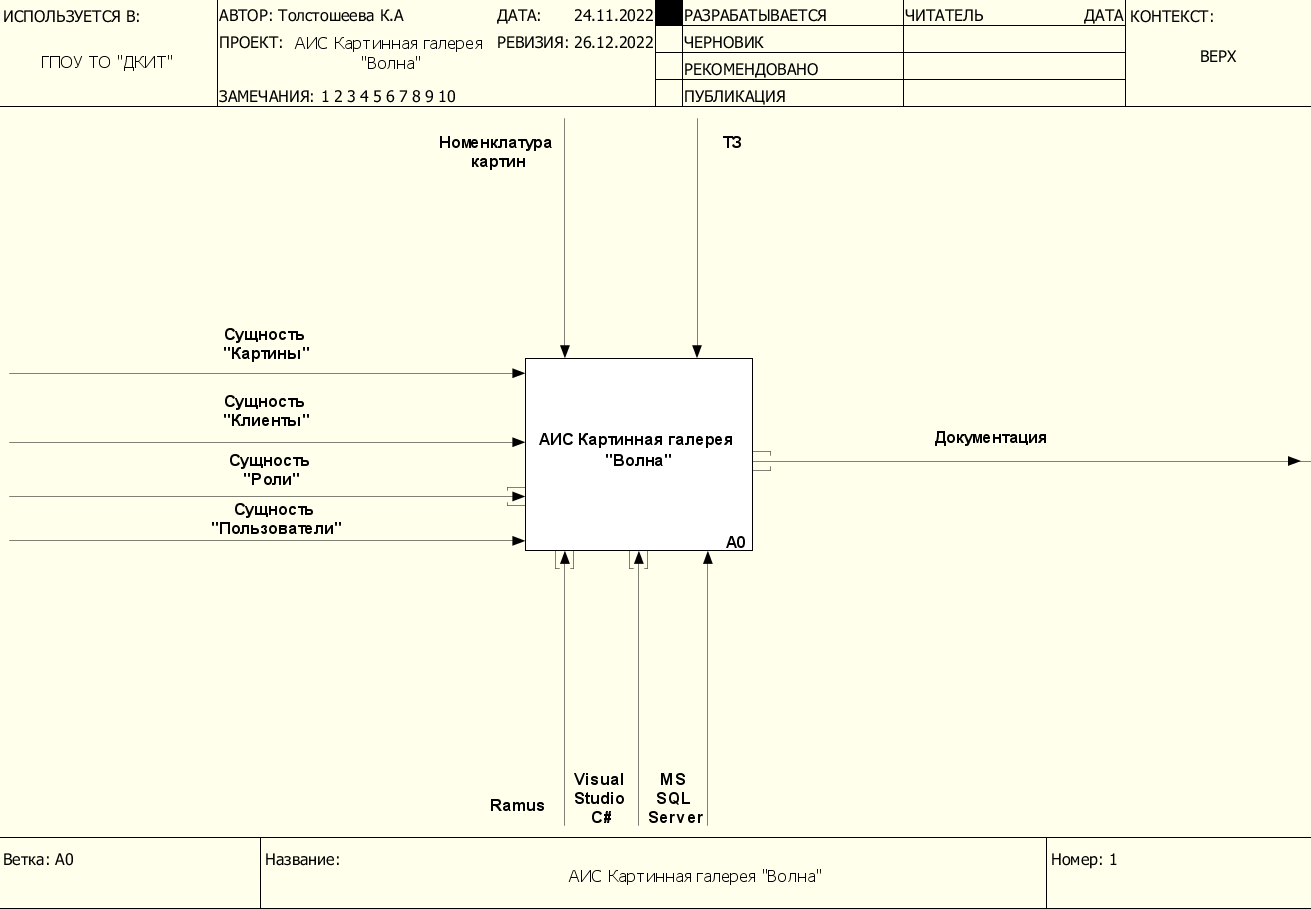 ИСПОЛЬЗУЕТСЯ В:
ГПОУ ТО "ДКИТ"
АВТОР: Толстошеева К.А
ДАТА: 24.11.2022
ПРОЕКТ: АИС Картинная галерея
"Волна"
РЕВИЗИЯ: 26.12.2022
ЗАМЕЧАНИЯ: 1 2 3 4 5 6 7 8 9 10
РАЗРАБАТЫВАЕТСЯ
ЧЕРНОВИК
РЕКОМЕНДОВАНО
ПУБЛИКАЦИЯ
ЧИТАТЕЛЬ
ДАТА
КОНТЕКСТ:
ВЕРХ
Номенклатура
картин
ТЗ
Сущность
"Картины"
Сущность
"Клиенты"
Сущность
"Роли"
Сущность
"Пользователи"
АИС Картинная галерея
"Волна"
A0
Документация
Ramus
Visual
Studio
C#
MS
SQL
Server
Ветка: A0
Название:
АИС Картинная галерея "Волна"
Номер: 1